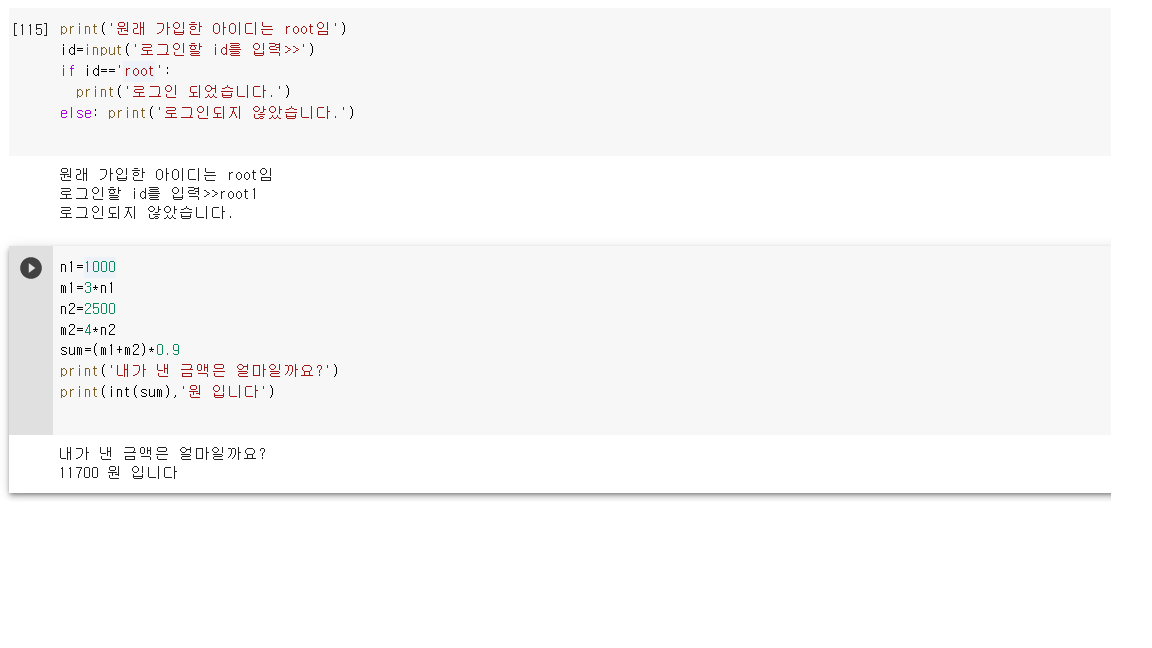 [115] print('원래 가입한 아이디는 root임')
id=input('로그인할 id를 입력>>')
if id=='root':
  print('로그인 되었습니다.')
else: print('로그인되지 않았습니다.')
원래 가입한 아이디는 root임
로그인할 id를 입력>>root1
로그인되지 않았습니다.
n1=1000
m1=3*n1
n2=2500
m2=4*n2
sum=(m1+m2)*0.9
print('내가 낸 금액은 얼마일까요?')
print(int(sum),'원 입니다')
내가 낸 금액은 얼마일까요?
11700 원 입니다